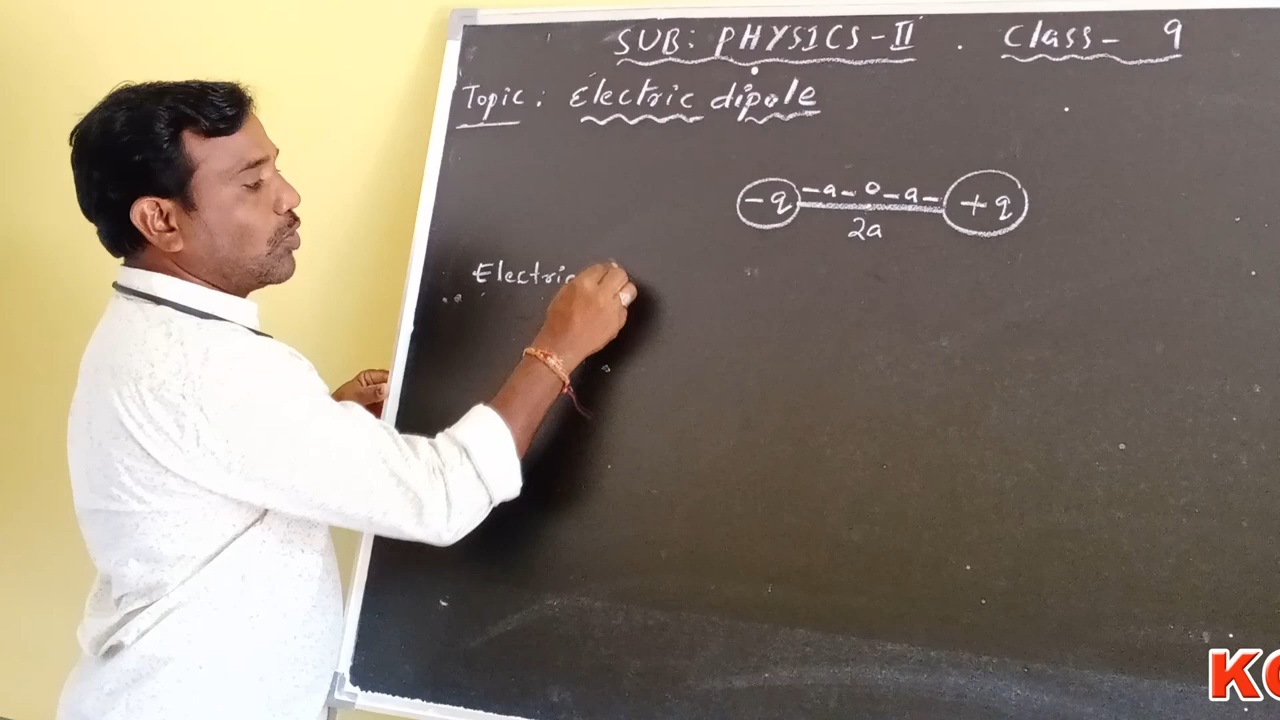 SUB: PHYSICS-II . Class- 9
Topic: Electric dipole
-q -a- o -a- +q
2a
Electric